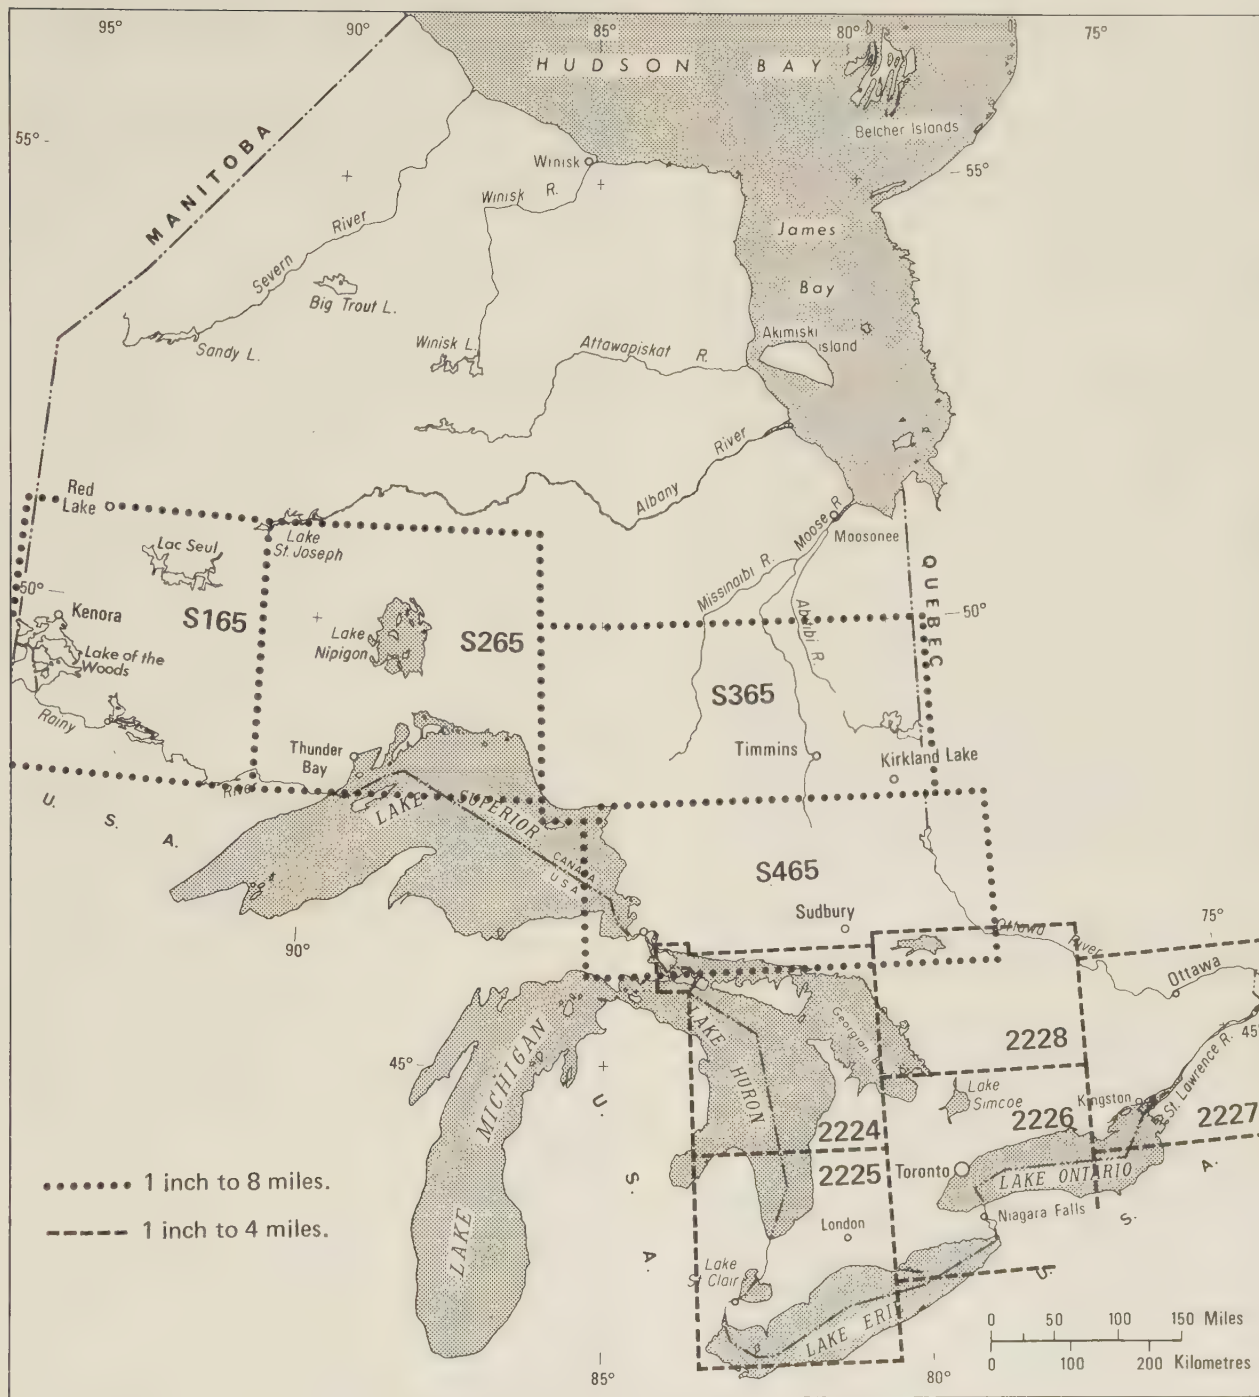 95°
90°
85°
80°
75°
HUDSON BAY
Belcher Islands
55°
MANITOBA
WINISK
WINISK R.
55°
Severn River
James Bay
Big Trout L.
Sandy L.
Winisk L.
Attawapiskat R.
Akimiski Island
Albany River
Red Lake
Lake St. Joseph
Moose R
Moosonee
QUEBEC
Lac Seul
50°
Kenora
S165
Missinaibi R.
Abitibi R.
50°
Lake Nipigon
S265
Lake of the Woods
S365
Rainy River
Thunder Bay
Timmins
Kirkland Lake
U. S. A.
LAKE SUPERIOR
CANADA
U S A
S465
Sudbury
Ottawa River
75°
90°
Ottawa
45°
LAKE MICHIGAN
LAKE HURON
Georgian B
2228
45°
U. S. A.
Lake Simcoe
Kingston
St. Lawrence R.
2224
2226
2227
2225
Toronto
LAKE ONTARIO
1 inch to 8 miles.
1 inch to 4 miles.
London
Niagara Falls
U. S. A.
Lake St. Clair
LAKE ERIE
0 50 100 150 Miles
0 100 200 Kilometres
85°
80°